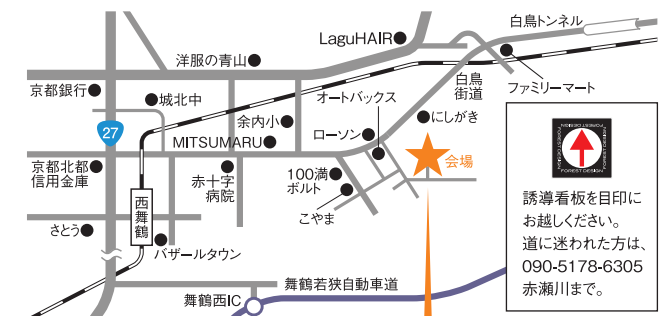 白鳥トンネル
LaguHAIR
洋服の青山
ファミリーマート
白鳥
街道
京都銀行
城北中
オートバックス
にしがき
余内小
27
MITSUMARU
ローソン
会場
京都北都
信用金庫
赤十字
病院
100満
ボルト
こやま
西舞鶴
さとう
バザールタウン
舞鶴若狭自動車道
舞鶴西IC
FOREST DESIGN
FOREST DESIGN
FOREST DESIGN
FOREST DESIGN
誘導看板を目印に
お越しください。
道に迷われた方は、
090-5178-6305
赤瀬川まで。